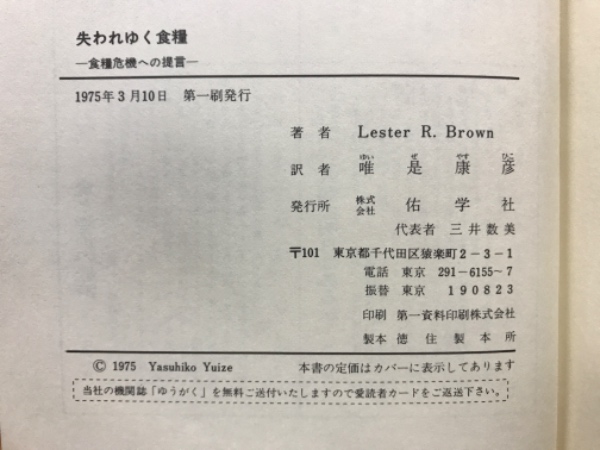 失われゆく食糧
―食糧危機への提言―
1975年3月10日 第一刷発行
著者 Lester R. Brown
ゆい ぜ やす ひこ
訳者 唯是康彦
発行所 株式会社 佑学社
代表者 三井数美
〒101 東京都千代田区猿楽町2-3-1
電話 東京 291-6155~7
振替 東京 190823
印刷 第一資料印刷株式会社
製本 徳住製本所
© 1975 Yasuhiko Yuize 本書の定価はカバーに表示してあります
当社の機関誌「ゆうがく」を無料ご送付いたしますので愛読者カードをご返送下さい。